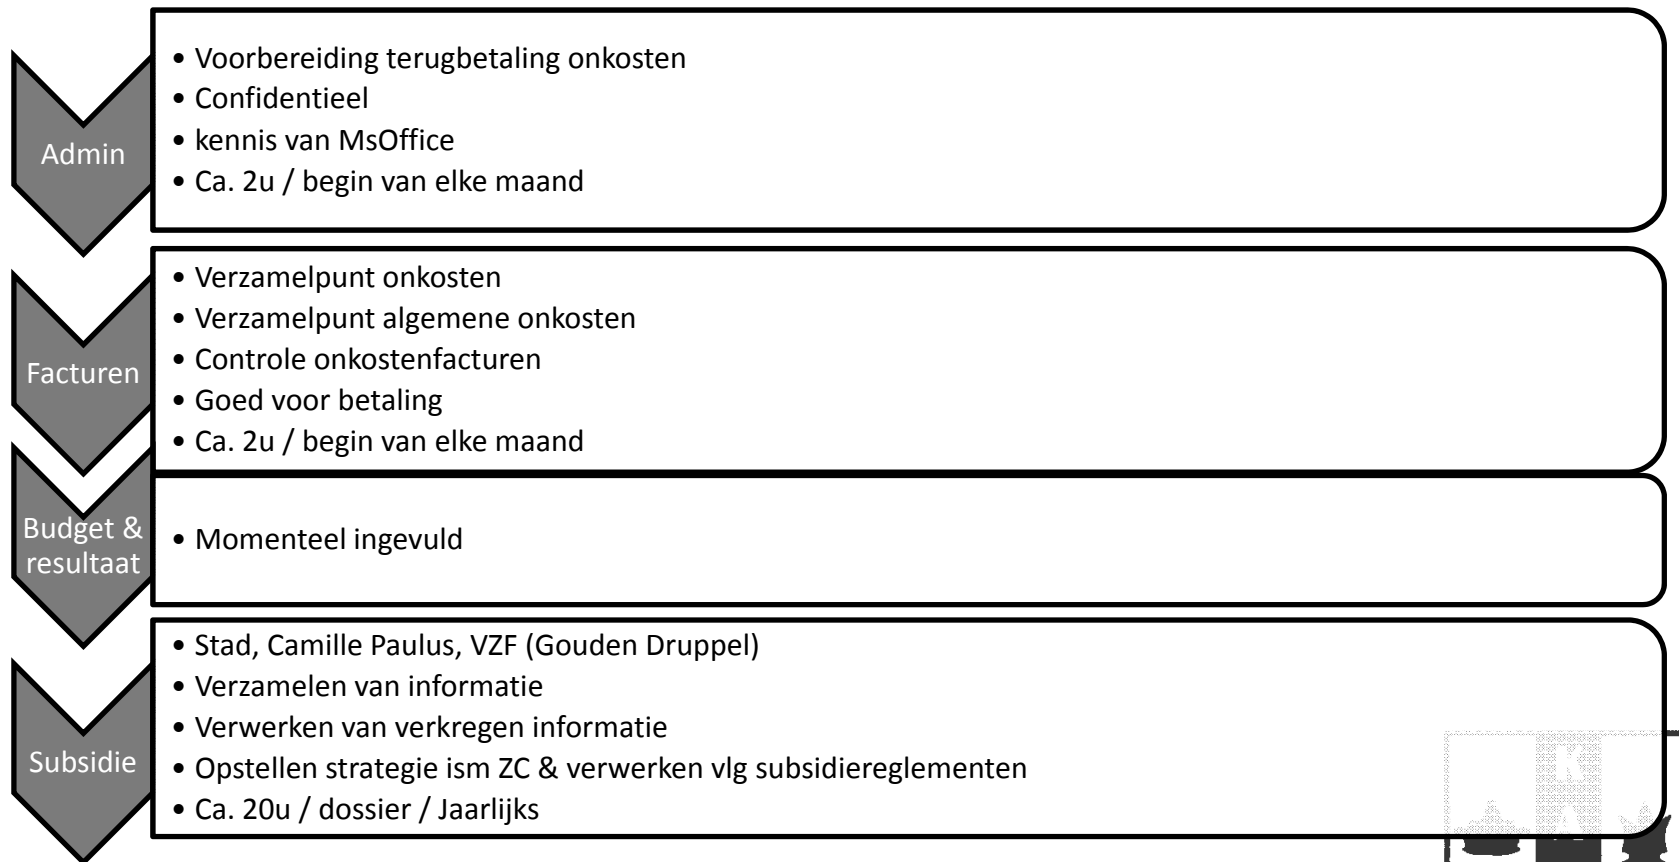 Admin
• Voorbereiding terugbetaling onkosten
• Confidentieel
• kennis van MsOffice
• Ca. 2u / begin van elke maand
Facturen
• Verzamelpunt onkosten
• Verzamelpunt algemene onkosten
• Controle onkostenfacturen
• Goed voor betaling
• Ca. 2u / begin van elke maand
Budget &
resultaat
• Momenteel ingevuld
Subsidie
• Stad, Camille Paulus, VZF (Gouden Druppel)
• Verzamelen van informatie
• Verwerken van verkregen informatie
• Opstellen strategie ism ZC & verwerken vlg subsidiereglementen
• Ca. 20u / dossier / Jaarlijks
K
A